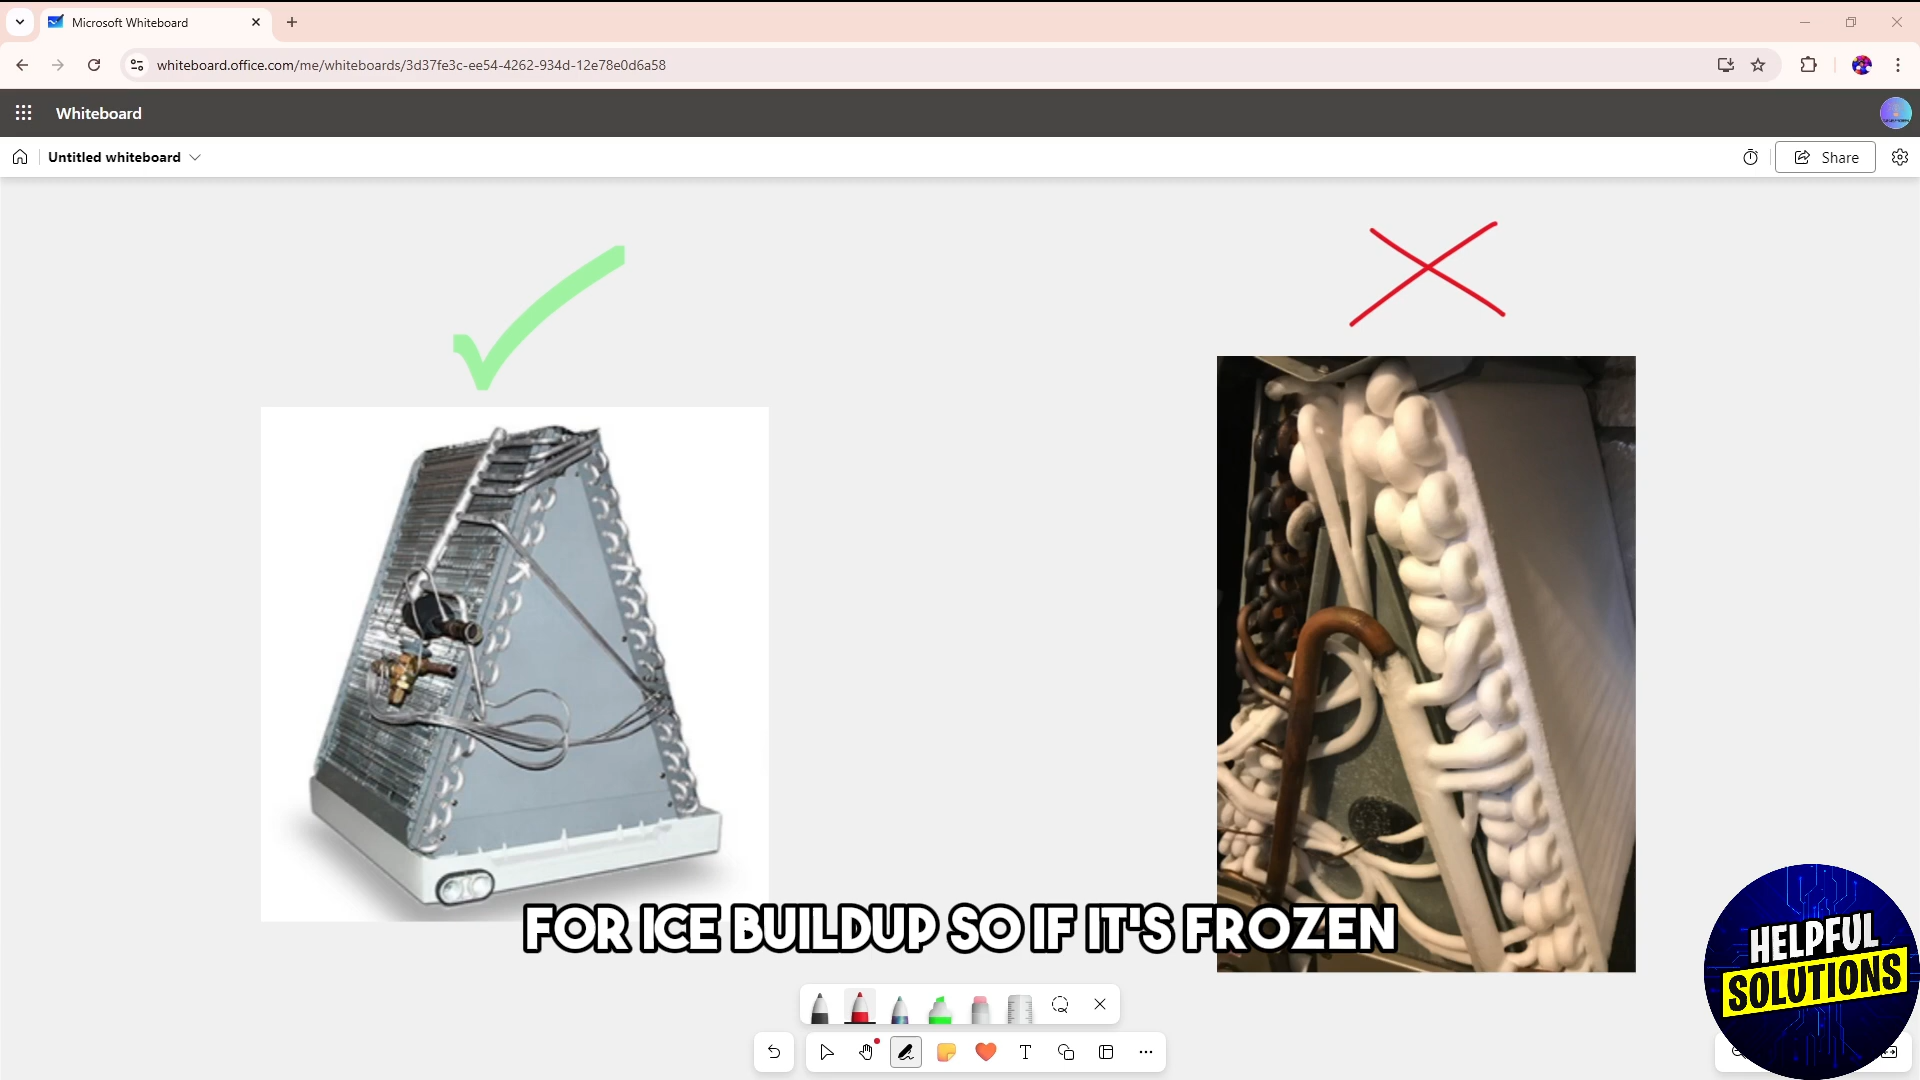 Microsoft Whiteboard
whiteboard.office.com/me/whiteboards/3d37fe3c-ee54-4262-934d-12e78e0d6a58
Whiteboard
Untitled whiteboard
Share
FOR ICE BUILDUP SO IF IT'S FROZEN
HELPFUL
SOLUTIONS
T